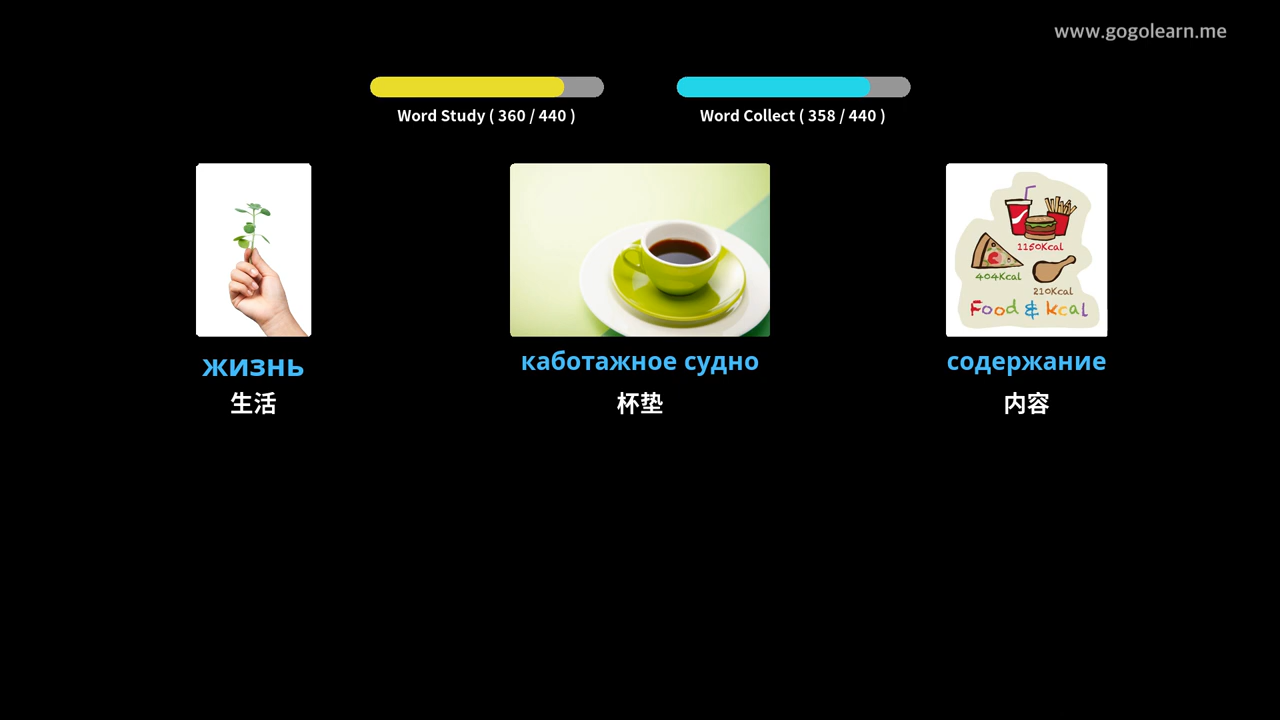 www.gogolearn.me
Word Study ( 360 / 440 )
Word Collect ( 358 / 440 )
1150Kcal
404Kcal
210Kcal
Food & kcal
жизнь
каботажное судно
содержание
生活
杯垫
内容